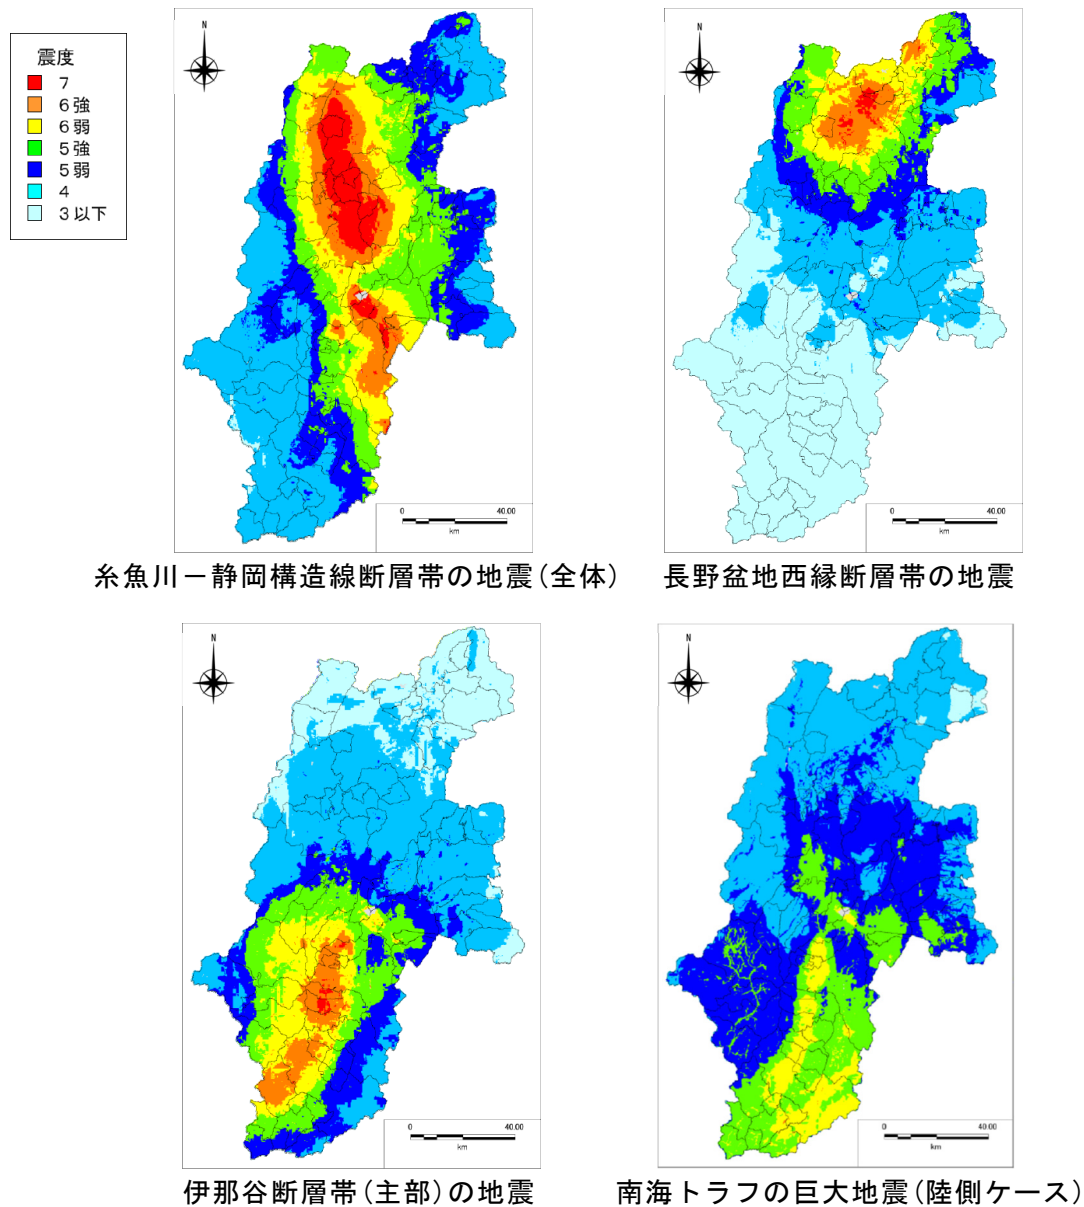 震度
7
6強
6弱
5強
5弱
4
3以下
N
0 40.00
km
糸魚川－静岡構造線断層帯の地震(全体)
N
0 40.00
km
長野盆地西縁断層帯の地震
N
0 40.00
km
伊那谷断層帯(主部)の地震
N
0 40.00
km
南海トラフの巨大地震(陸側ケース)